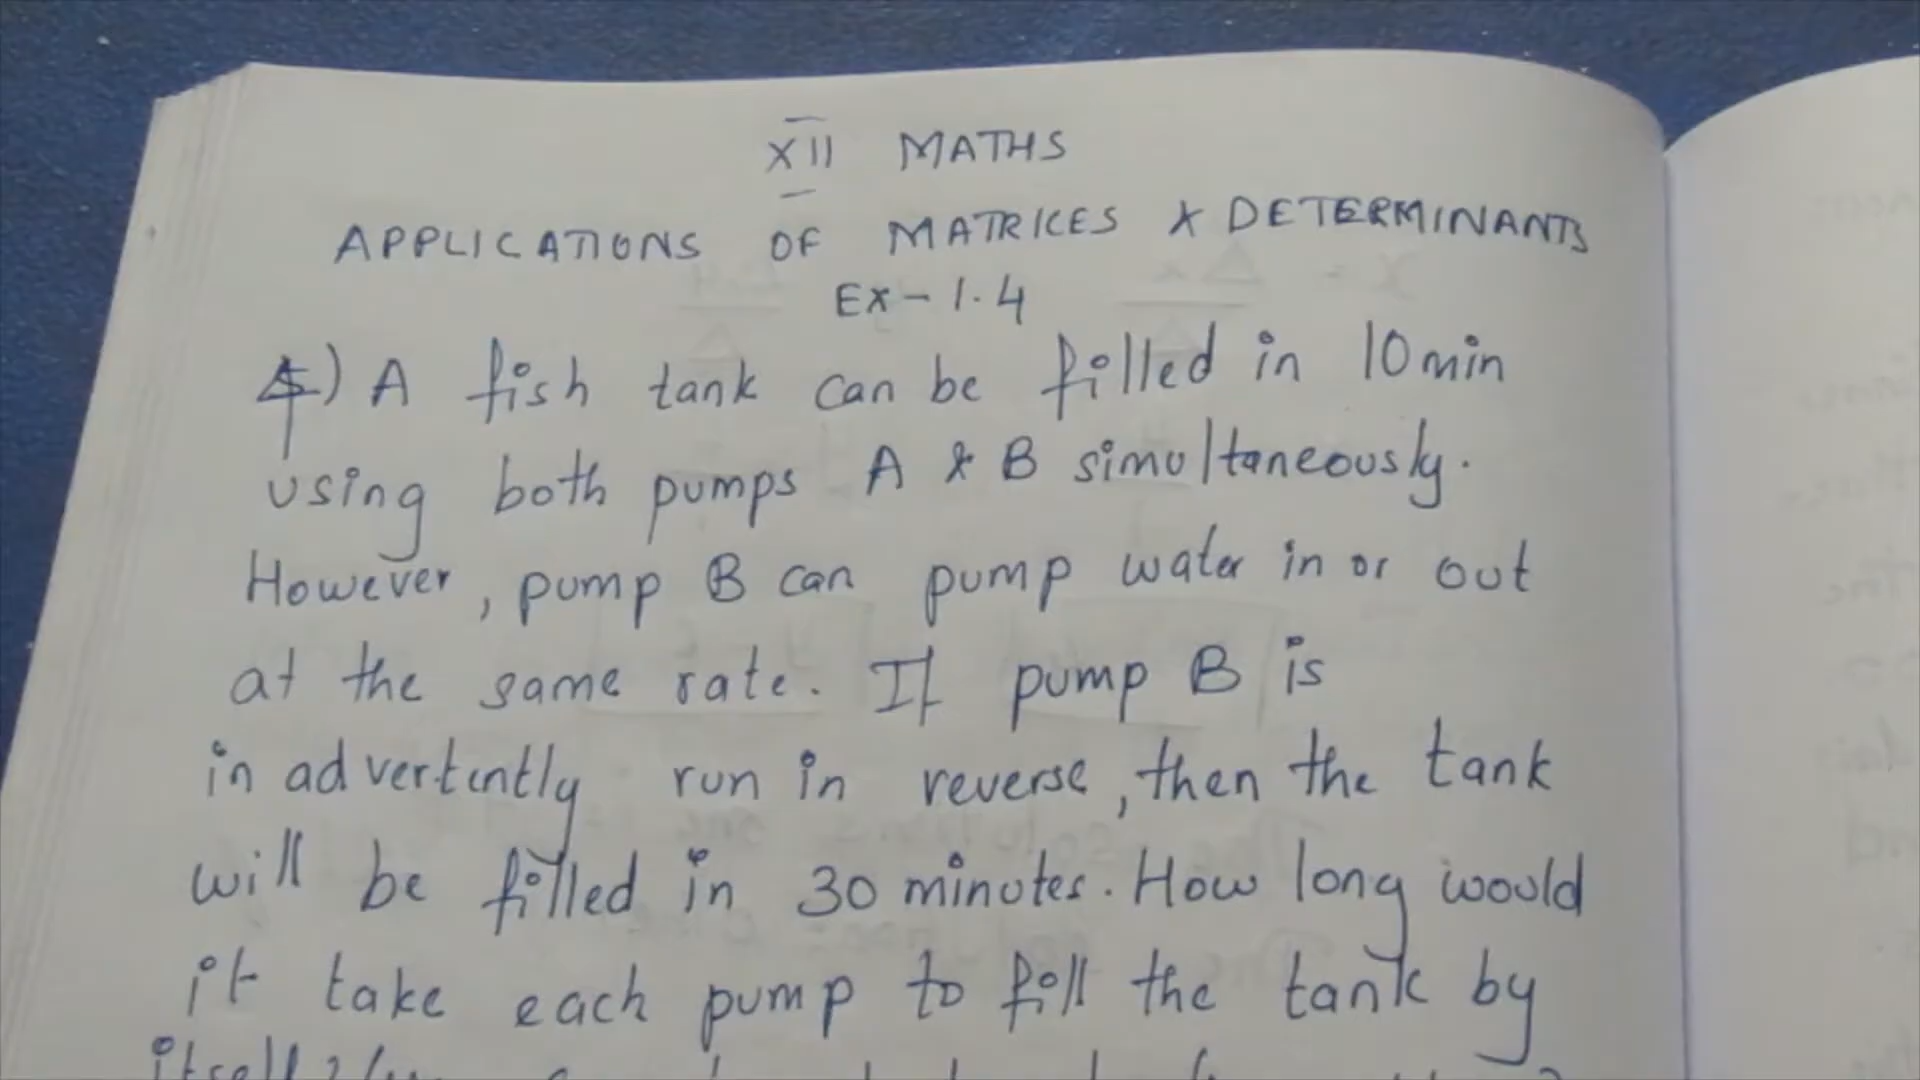 XII MATHS
APPLICATIONS OF MATRICES & DETERMINANTS
EX - 1.4
4) A fish tank can be filled in 10 min
using both pumps A & B simultaneously.
However, pump B can pump water in or out
at the same rate. If pump B is
in advertently run in reverse, then the tank
will be filled in 30 minutes. How long would
it take each pump to fill the tank by
itself?